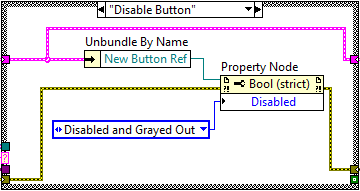 "Disable Button"
Unbundle By Name
New Button Ref
Property Node
Bool (strict)
Disabled
Disabled and Grayed Out
?